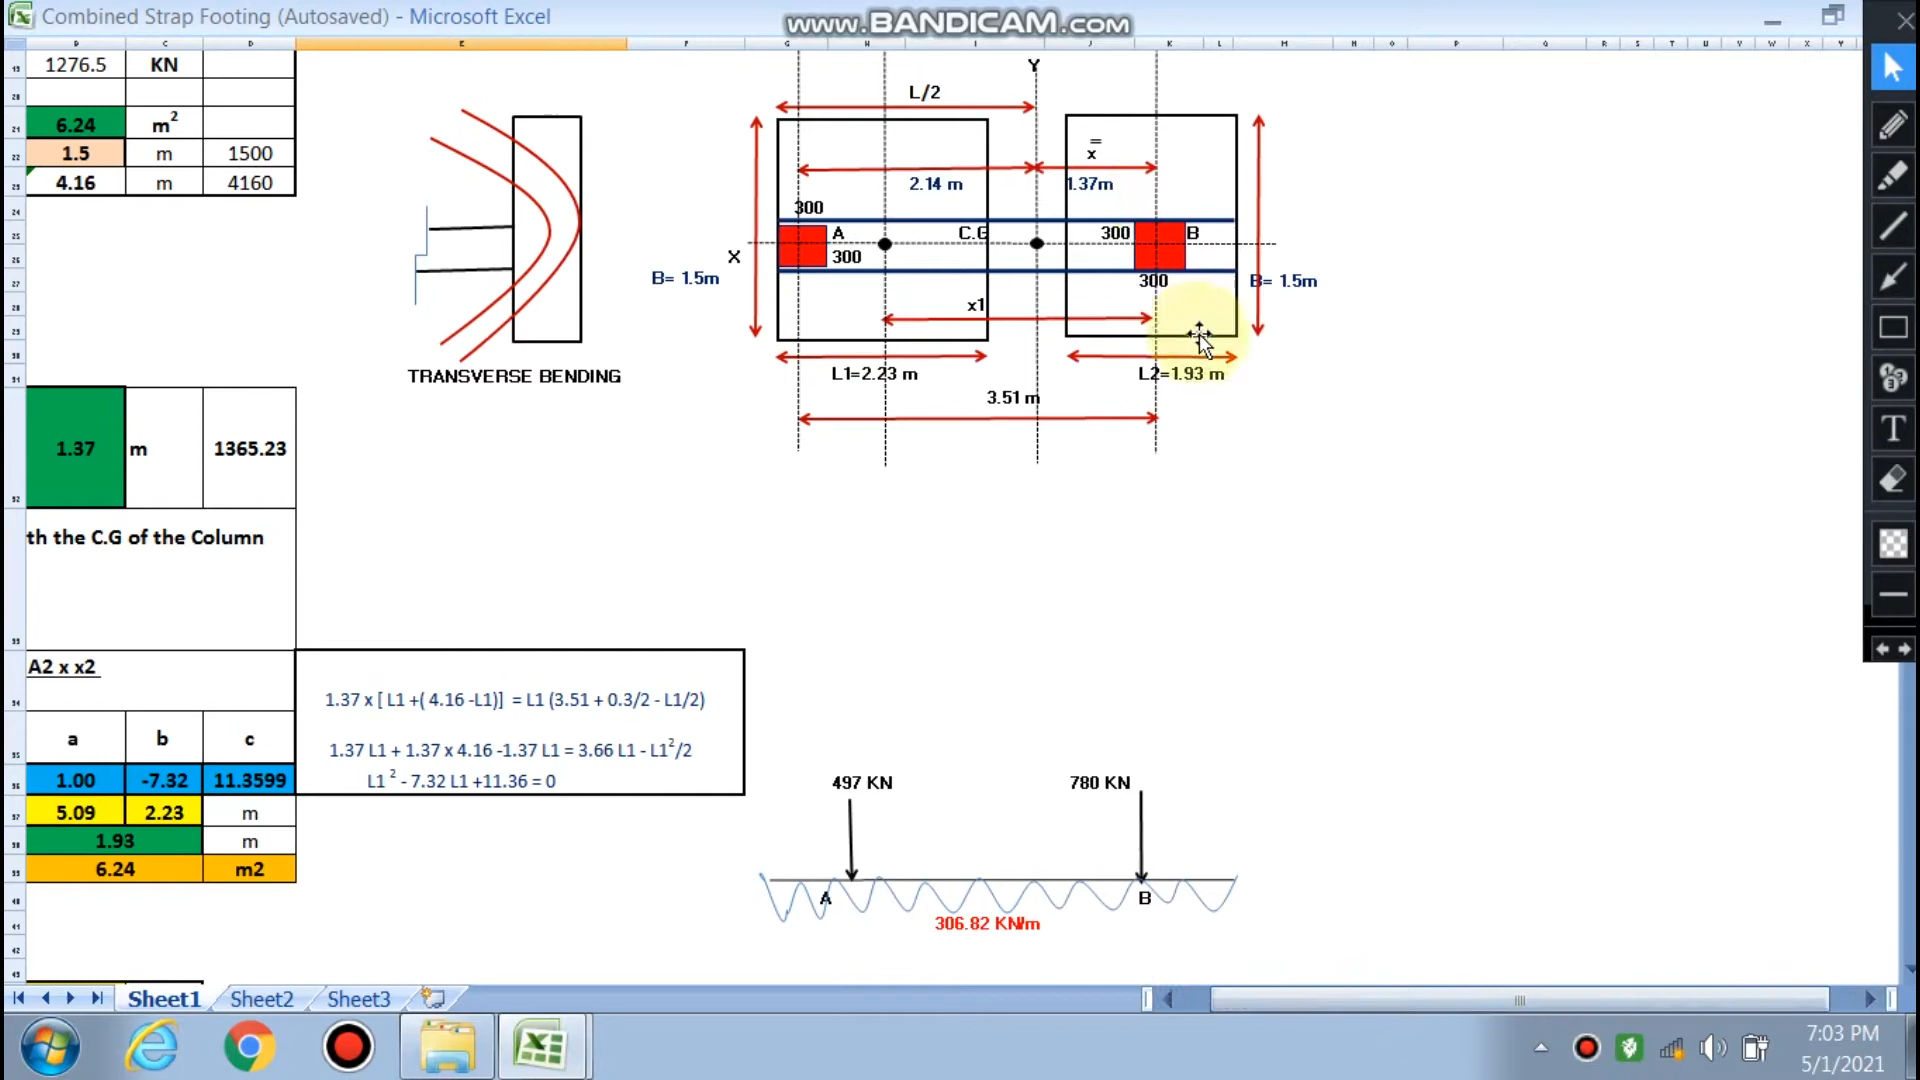 Combined Strap Footing (Autosaved) - Microsoft Excel
www.BANDICAM.com
1276.5 KN
6.24 m2
1.5 m 1500
4.16 m 4160
1.37 m 1365.23
th the C.G of the Column
A2 x x2
a b c
1.00 -7.32 11.3599
5.09 2.23 m
1.93 m
6.24 m2
TRANSVERSE BENDING
Y
L/2
=
x
2.14 m
1.37m
300
A
C.G
300
B
X
300
B= 1.5m
300
B= 1.5m
x1
L1=2.23 m
L2=1.93 m
3.51 m
1.37 x [ L1 +( 4.16 -L1)] = L1 (3.51 + 0.3/2 - L1/2)
1.37 L1 + 1.37 x 4.16 -1.37 L1 = 3.66 L1 - L1²/2
L1 ² - 7.32 L1 +11.36 = 0
497 KN
780 KN
A
B
306.82 KN/m
Sheet1 Sheet2 Sheet3
7:03 PM
5/1/2021